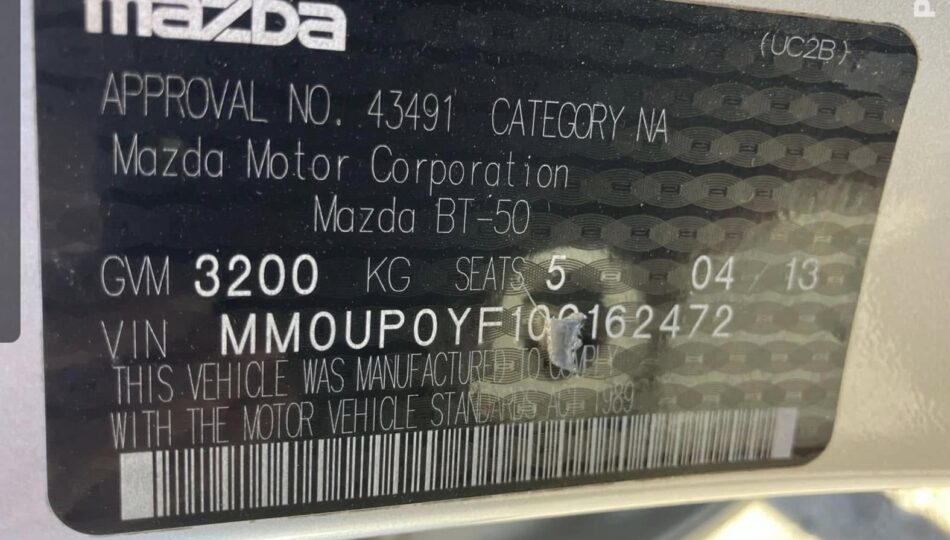 mazda
(UC2B)
APPROVAL NO. 43491 CATEGORY NA
Mazda Motor Corporation
Mazda BT-50
GVM 3200 KG SEATS 5 04 / 13
VIN
THIS VEHICLE WAS MANUFACTURED TO COMPLY
WITH THE MOTOR VEHICLE STANDARDS ACT 1989
P